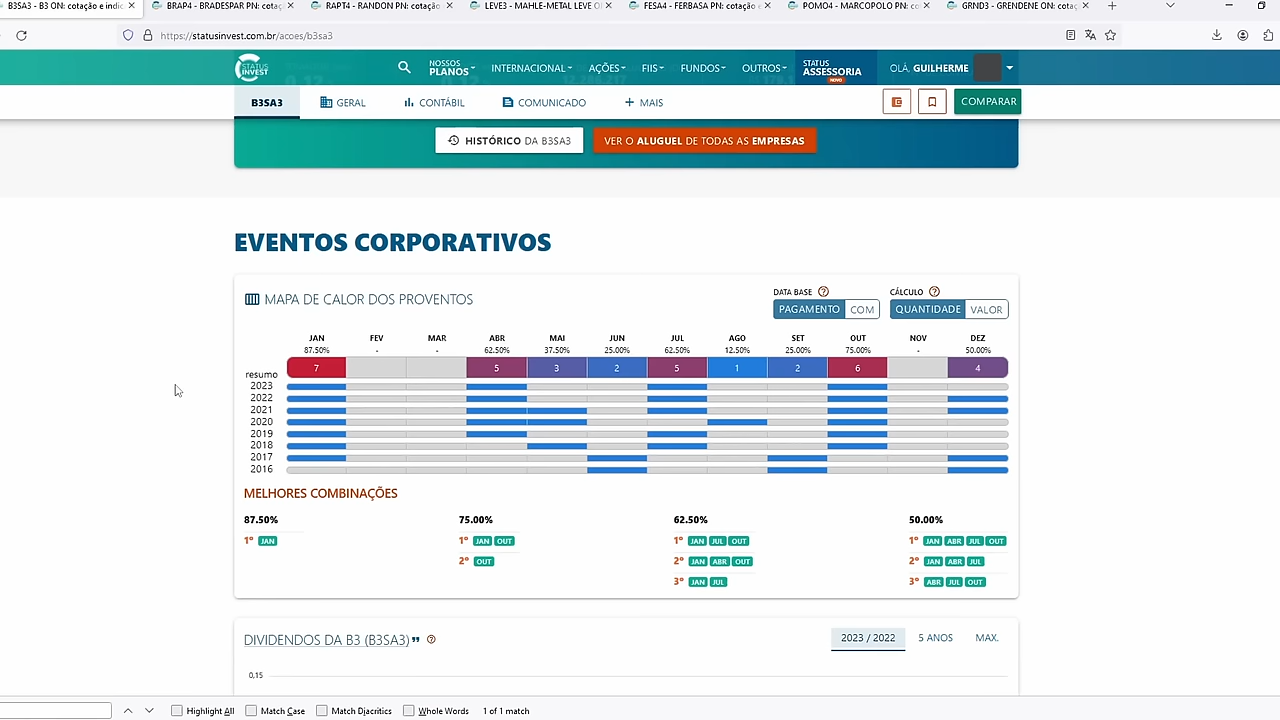 B3SA3 - B3 ON: cotação e indic
BRAP4 - BRADESPAR PN: cotaçã
RAPT4 - RANDON PN: cotação
LEVE3 - MAHLE-METAL LEVE O
FESA4 - FERBASA PN: cotação e
POMO4 - MARCOPOLO PN: co
GRND3 - GRENDENE ON: cotaç
https://statusinvest.com.br/acoes/b3sa3
STATUS INVEST
NOSSOS PLANOS
INTERNACIONAL
AÇÕES
FIIS
FUNDOS
OUTROS
STATUS ASSESSORIA
NOVO
OLÁ, GUILHERME
B3SA3
GERAL
CONTÁBIL
COMUNICADO
MAIS
COMPARAR
HISTÓRICO DA B3SA3
VER O ALUGUEL DE TODAS AS EMPRESAS
EVENTOS CORPORATIVOS
MAPA DE CALOR DOS PROVENTOS
DATA BASE
PAGAMENTO COM
CÁLCULO
QUANTIDADE VALOR
JAN FEV MAR ABR MAI JUN JUL AGO SET OUT NOV DEZ
87.50% - - 62.50% 37.50% 25.00% 62.50% 12.50% 25.00% 75.00% - 50.00%
resumo 7 5 3 2 5 1 2 6 4
2023
2022
2021
2020
2019
2018
2017
2016
MELHORES COMBINAÇÕES
87.50% 75.00% 62.50% 50.00%
1º JAN 1º JAN OUT 1º JAN JUL OUT 1º JAN ABR JUL OUT
2º OUT 2º JAN ABR OUT 2º JAN ABR JUL
3º JAN JUL 3º ABR JUL OUT
DIVIDENDOS DA B3 (B3SA3)
2023 / 2022 5 ANOS MAX.
0,15
Highlight All Match Case Match Diacritics Whole Words 1 of 1 match